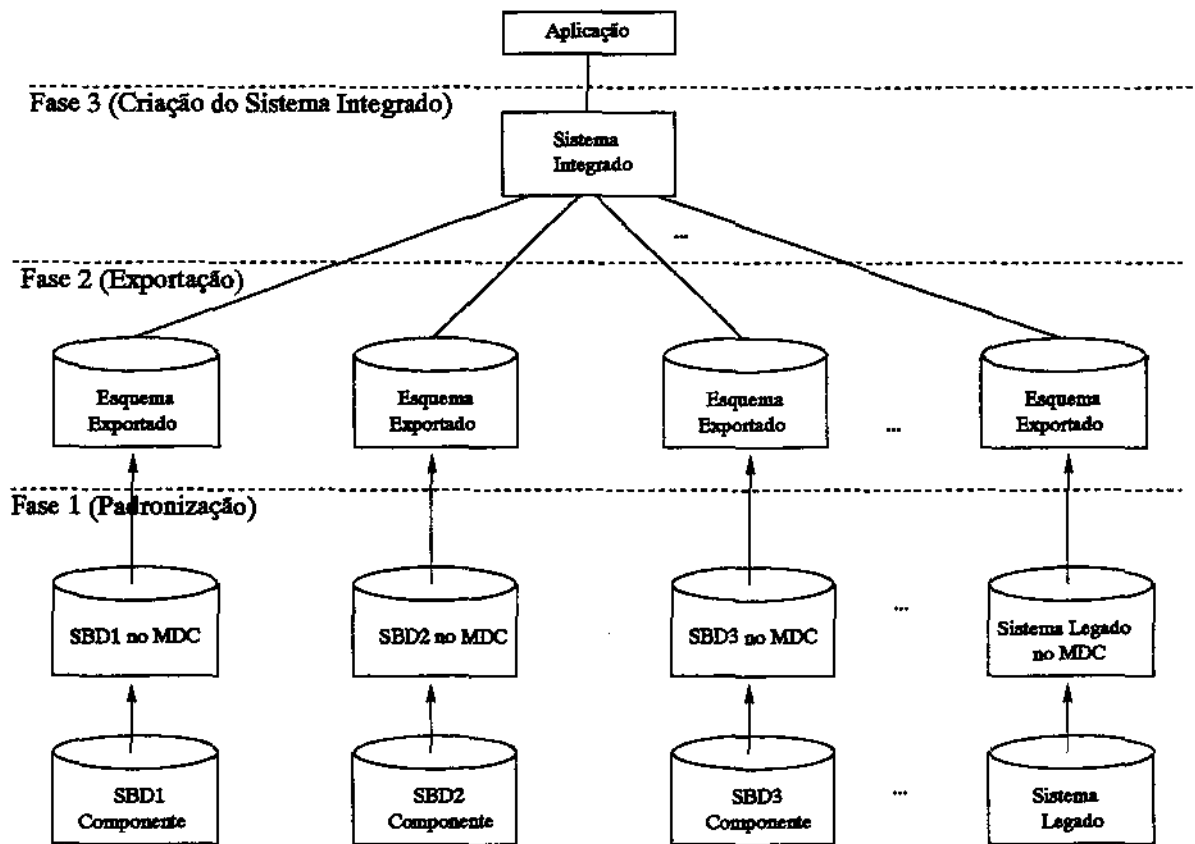 Aplicação
Fase 3 (Criação do Sistema Integrado)
Sistema
Integrado
...
Fase 2 (Exportação)
Esquema
Exportado
Esquema
Exportado
Esquema
Exportado
...
Esquema
Exportado
Fase 1 (Padronização)
SBD1 no MDC
SBD2 no MDC
SBD3 no MDC
...
Sistema Legado
no MDC
SBD1
Componente
SBD2
Componente
SBD3
Componente
...
Sistema
Legado